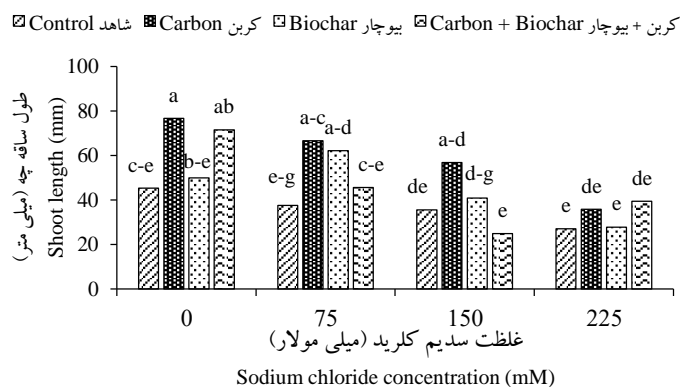 Control شاهد Carbon کربن Biochar بیوچار Carbon + Biochar کربن + بیوچار
طول ساقه چه (میلی متر)
Shoot length (mm)
100
80
60
40
20
0
c-e a b-e ab
e-g a-c a-d c-e
de a-d d-g e
e de e de
0 75 150 225
غلظت سدیم کلرید (میلی مولار)
Sodium chloride concentration (mM)